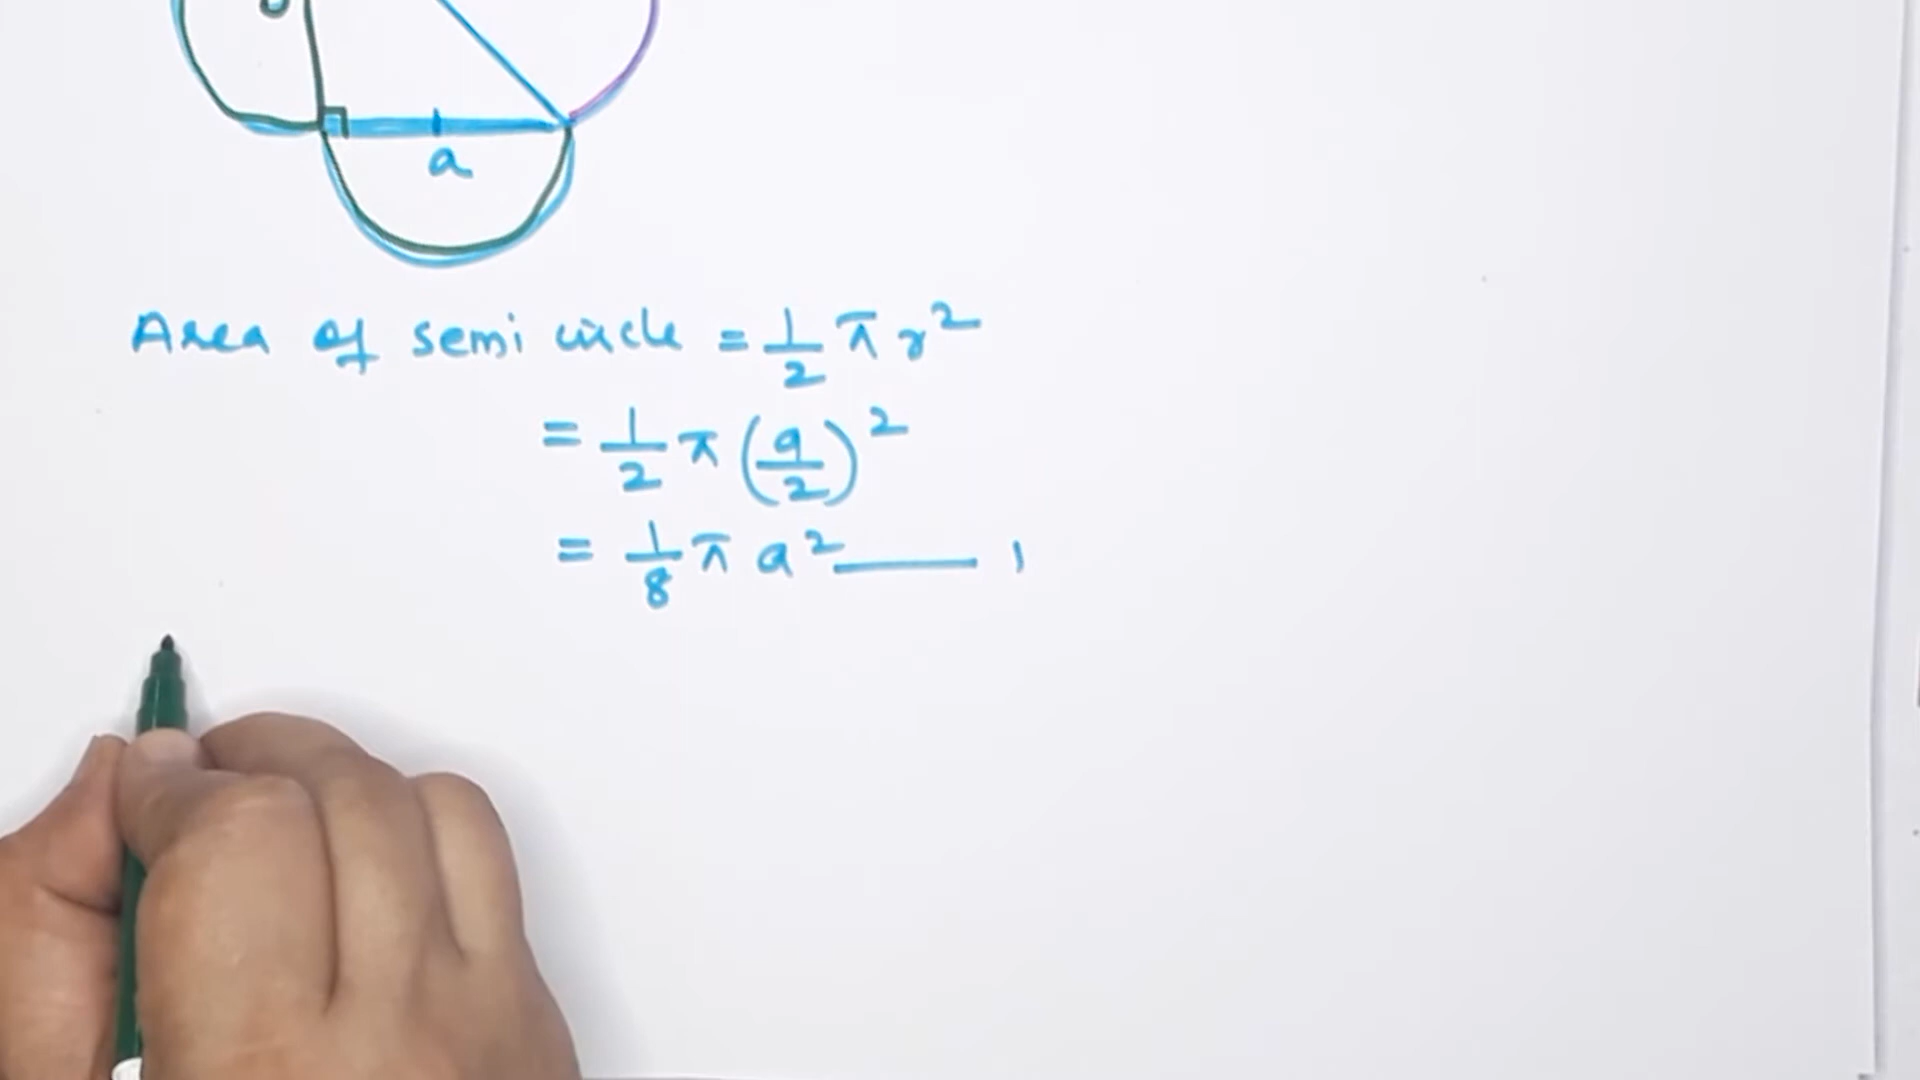 a
Area of semi circle = 1/2 π r²
= 1/2 π (a/2)²
= 1/8 π a² —— 1